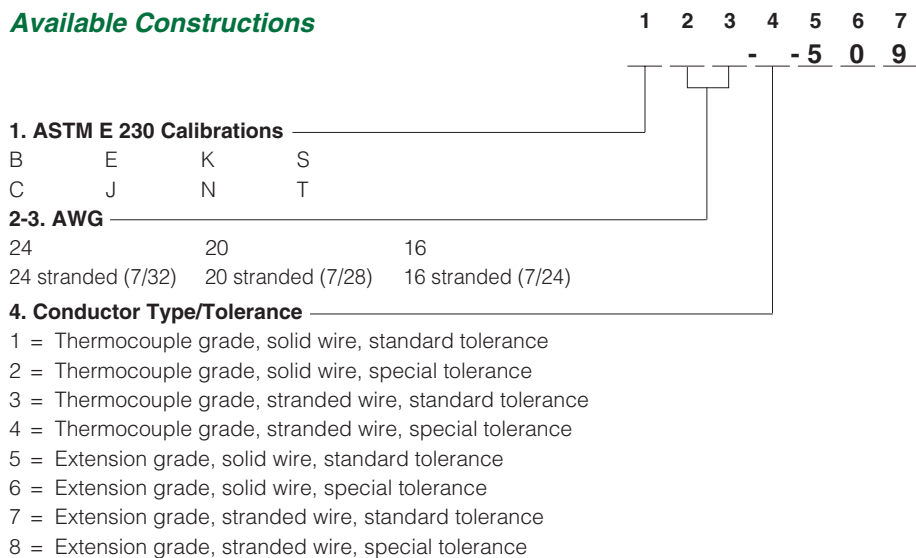 Available Constructions
1 2 3 4 5 6 7
- - 5 0 9
1. ASTM E 230 Calibrations
B E K S
C J N T
2-3. AWG
24 20 16
24 stranded (7/32) 20 stranded (7/28) 16 stranded (7/24)
4. Conductor Type/Tolerance
1 = Thermocouple grade, solid wire, standard tolerance
2 = Thermocouple grade, solid wire, special tolerance
3 = Thermocouple grade, stranded wire, standard tolerance
4 = Thermocouple grade, stranded wire, special tolerance
5 = Extension grade, solid wire, standard tolerance
6 = Extension grade, solid wire, special tolerance
7 = Extension grade, stranded wire, standard tolerance
8 = Extension grade, stranded wire, special tolerance